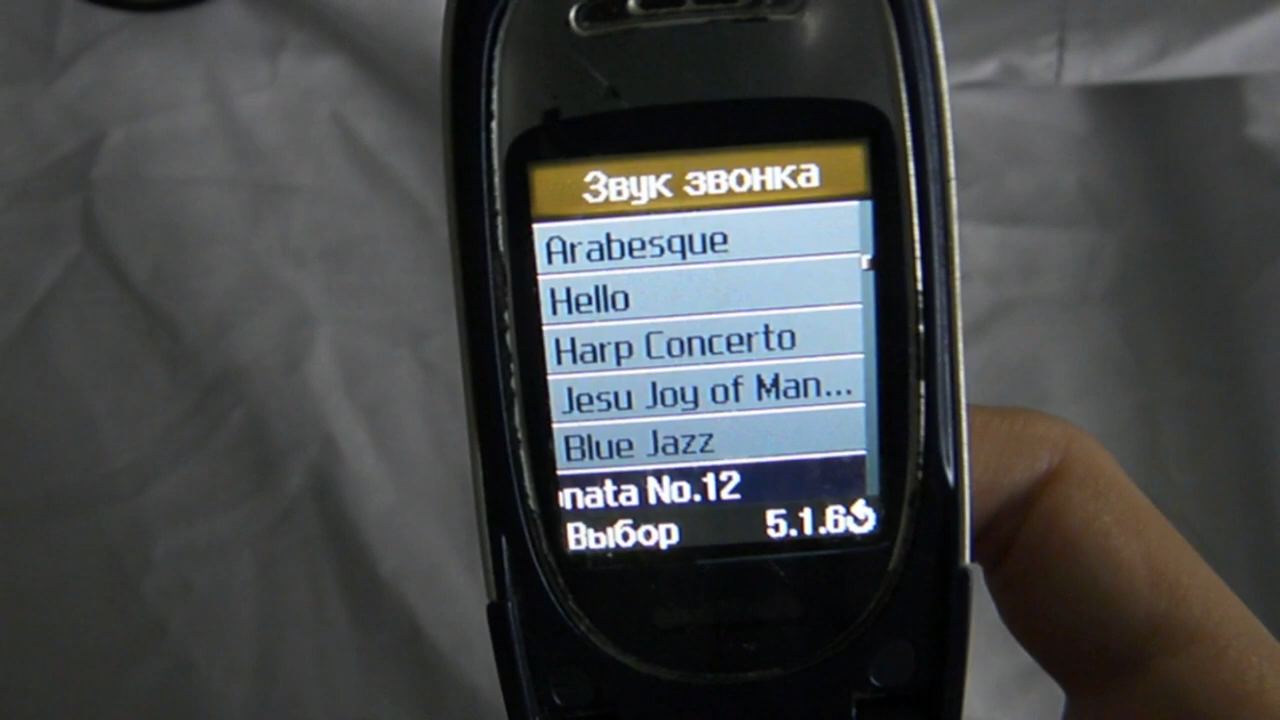 Звук звонка
Arabesque
Hello
Harp Concerto
Jesu Joy of Man...
Blue Jazz
nata No.12
Выбор 5.1.6